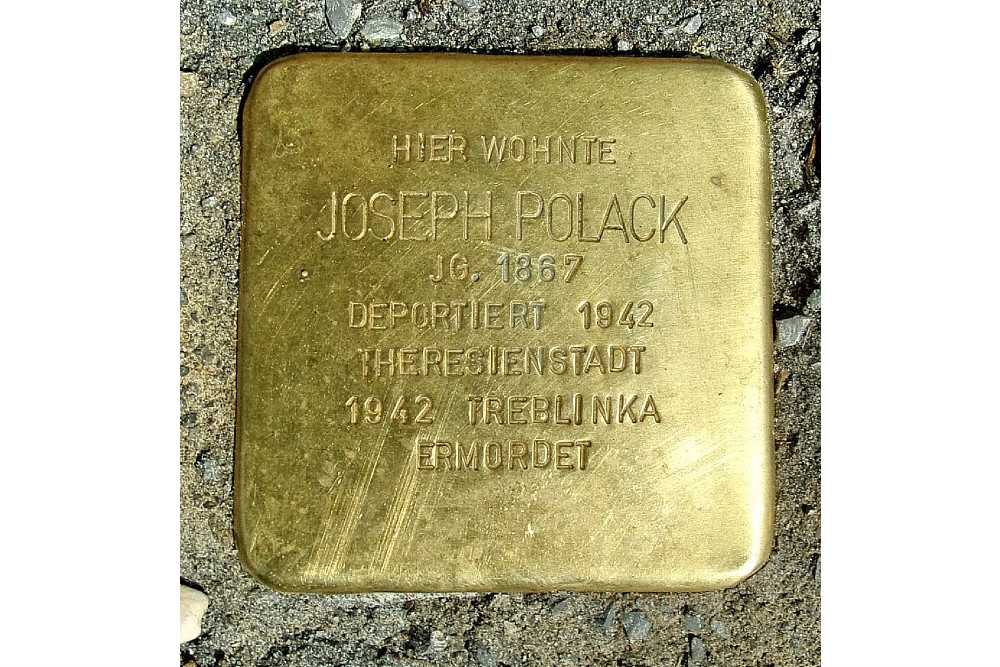 HIER WOHNTE
JOSEPH POLACK
JG. 1867
DEPORTIERT 1942
THERESIENSTADT
1942 TREBLINKA
ERMORDET